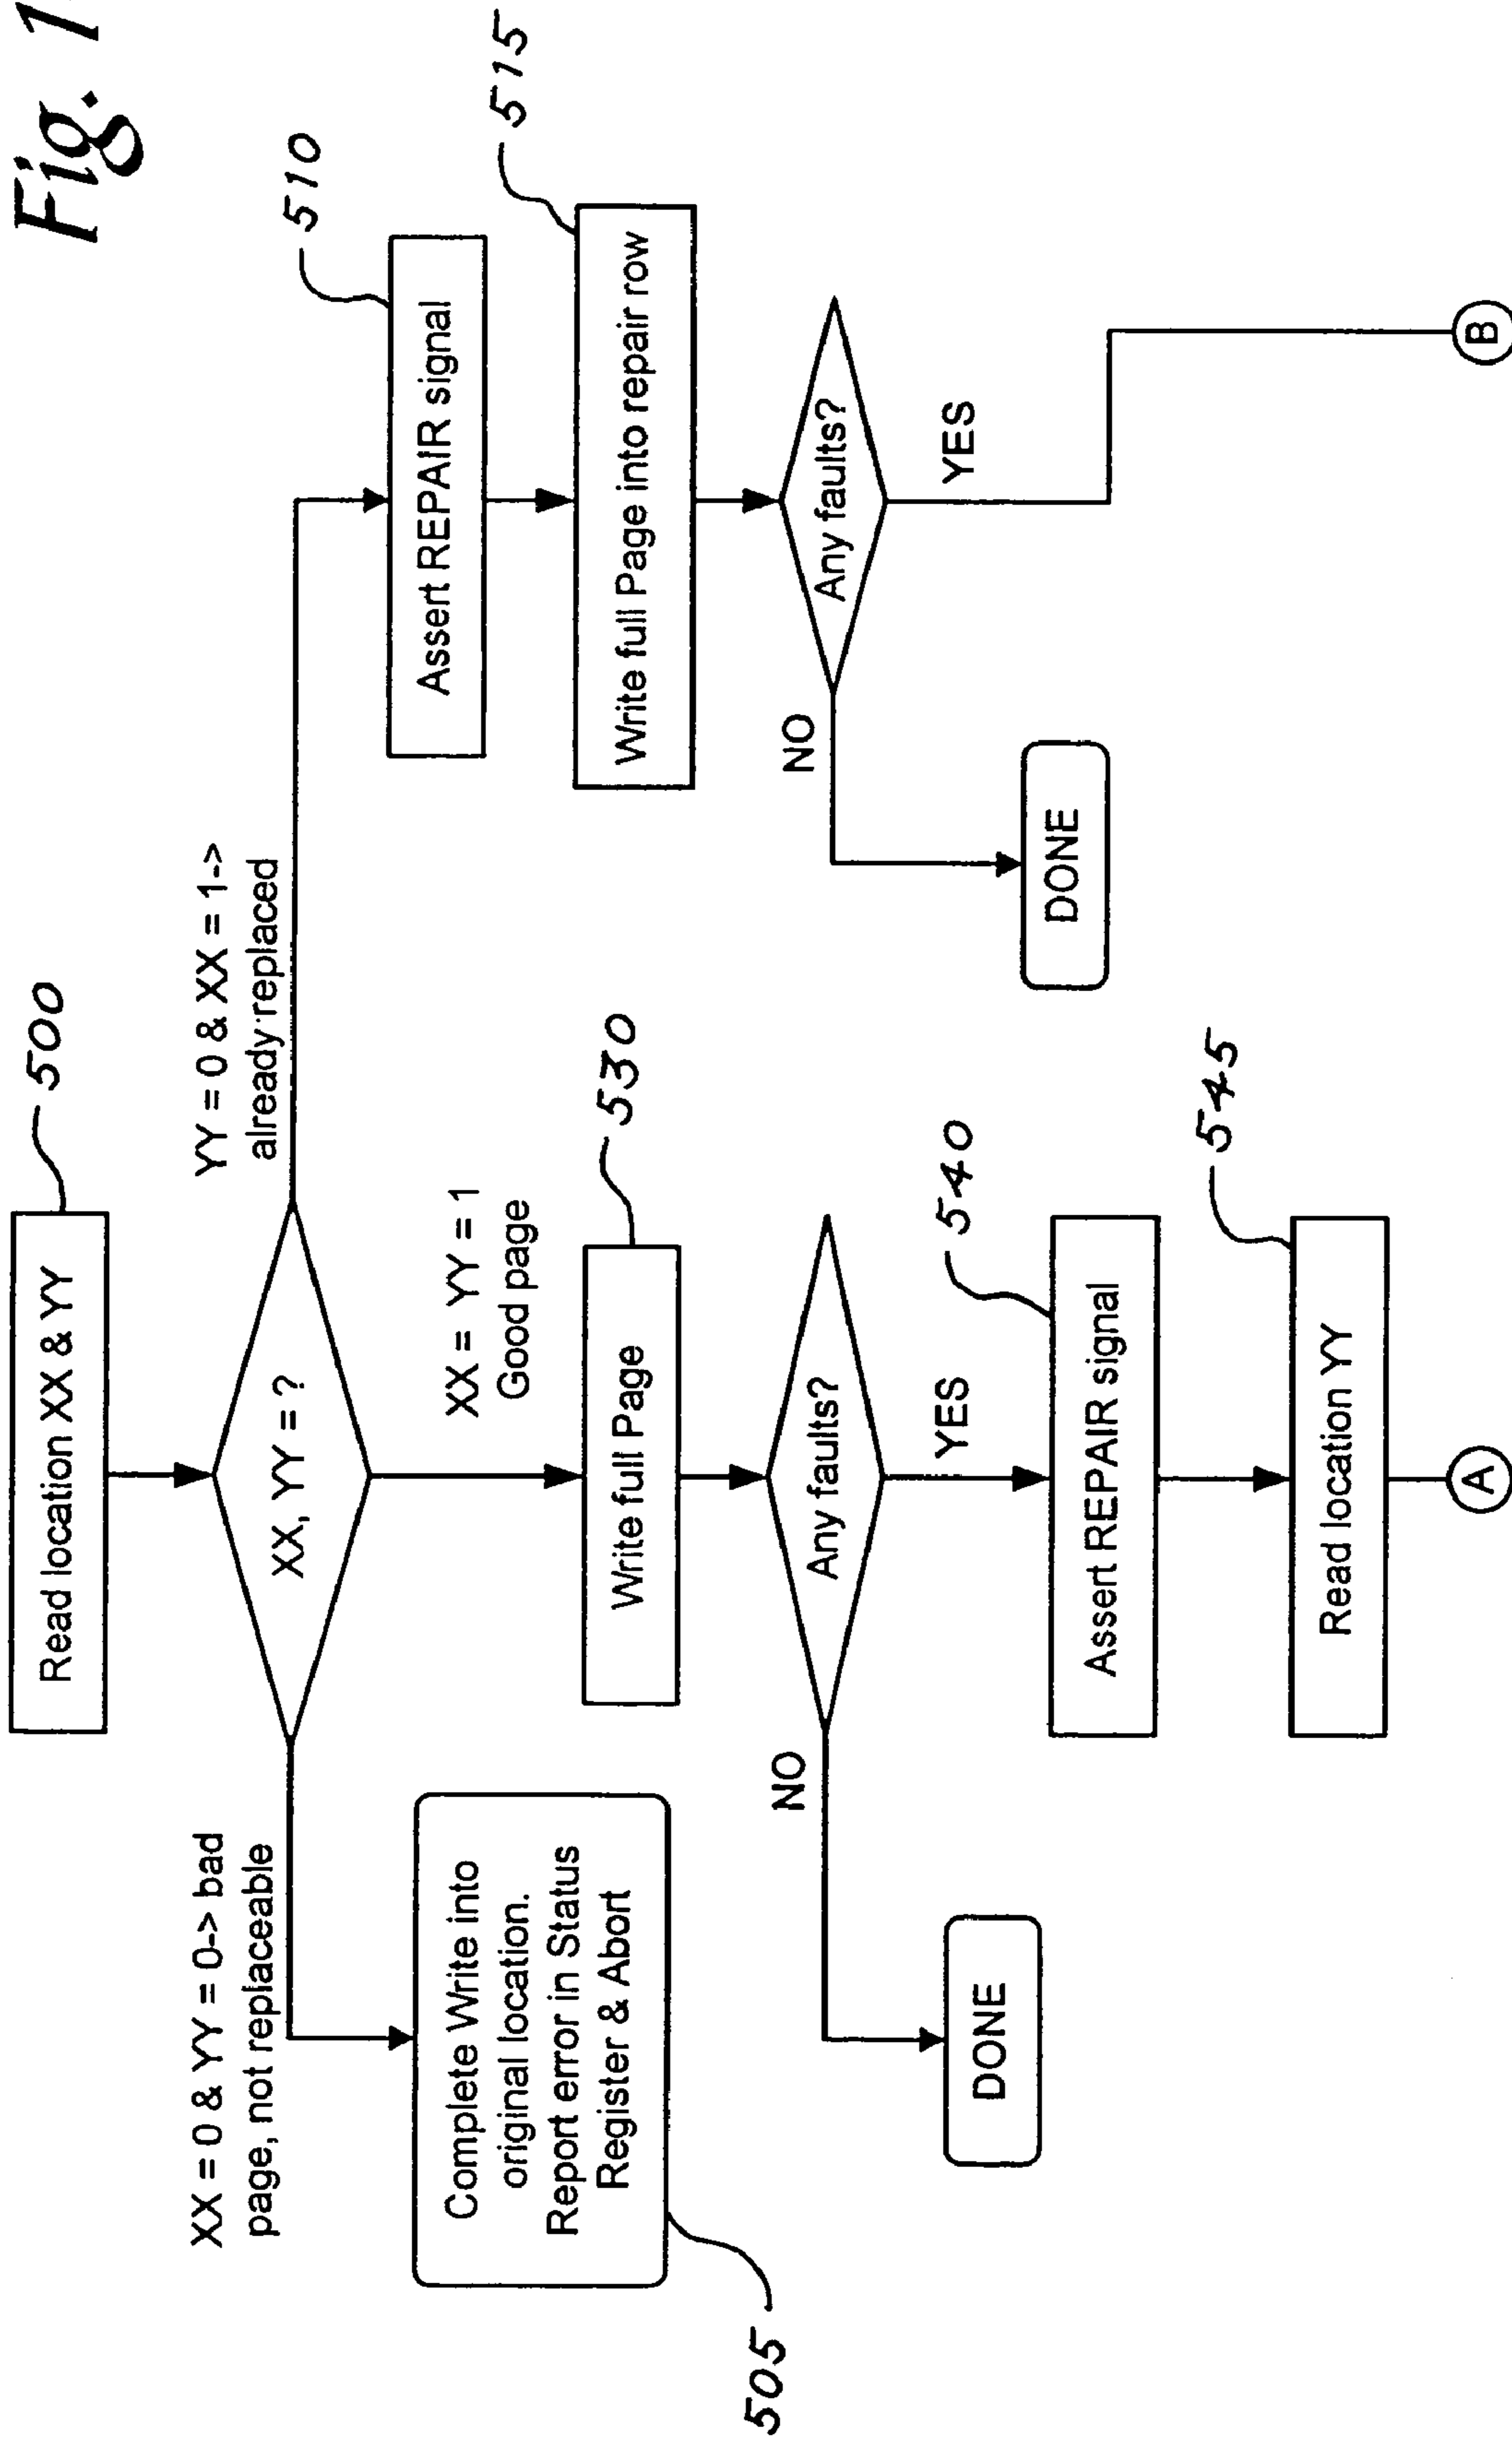 Fig. 1
500
Read location XX & YY
XX, YY = ?
XX = 0 & YY = 0-> bad
page, not replaceable
YY = 0 & XX = 1->
already replaced
XX = YY = 1
Good page
Complete Write into
original location.
Report error in Status
Register & Abort
505
530
Write full Page
Any faults?
NO
DONE
YES
540
Assert REPAIR signal
545
Read location YY
A
510
Assert REPAIR signal
515
Write full Page into repair row
Any faults?
NO
DONE
YES
B